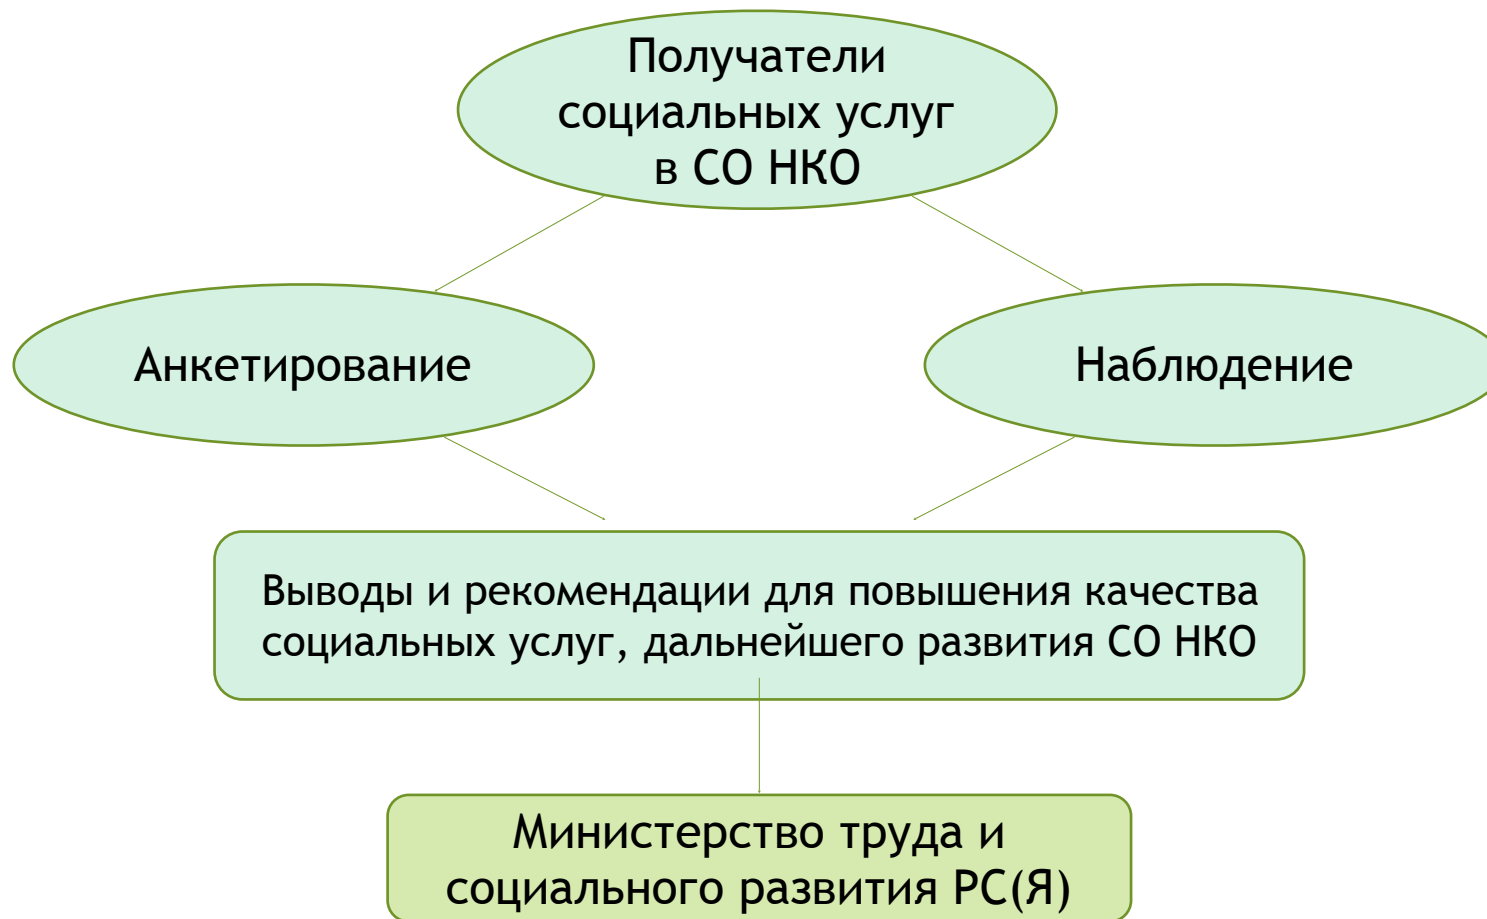 Получатели
социальных услуг
в СО НКО
Анкетирование
Наблюдение
Выводы и рекомендации для повышения качества
социальных услуг, дальнейшего развития СО НКО
Министерство труда и
социального развития РС(Я)